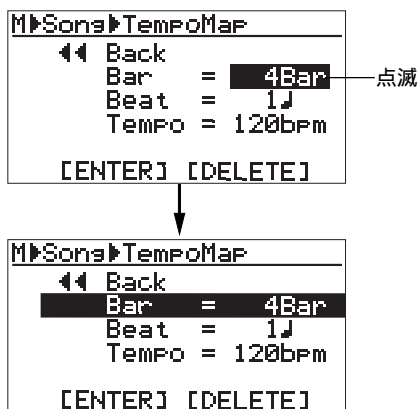 M▶Song▶TempoMap
◀◀ Back
Bar = 4Bar
点滅
Beat = 1♩
Tempo = 120bpm
[ENTER] [DELETE]
M▶Song▶TempoMap
◀◀ Back
Bar = 4Bar
Beat = 1♩
Tempo = 120bpm
[ENTER] [DELETE]